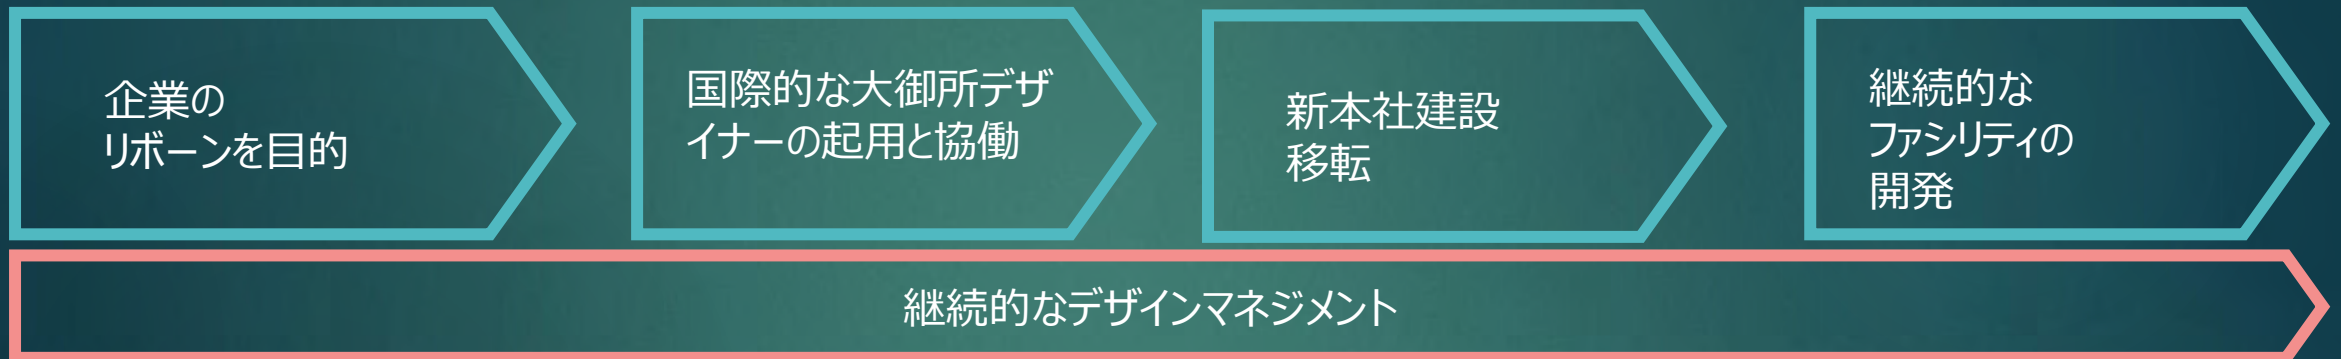 企業の
リボーンを目的
国際的な大御所デザ
イナーの起用と協働
新本社建設
移転
継続的な
ファシリティの
開発
継続的なデザインマネジメント